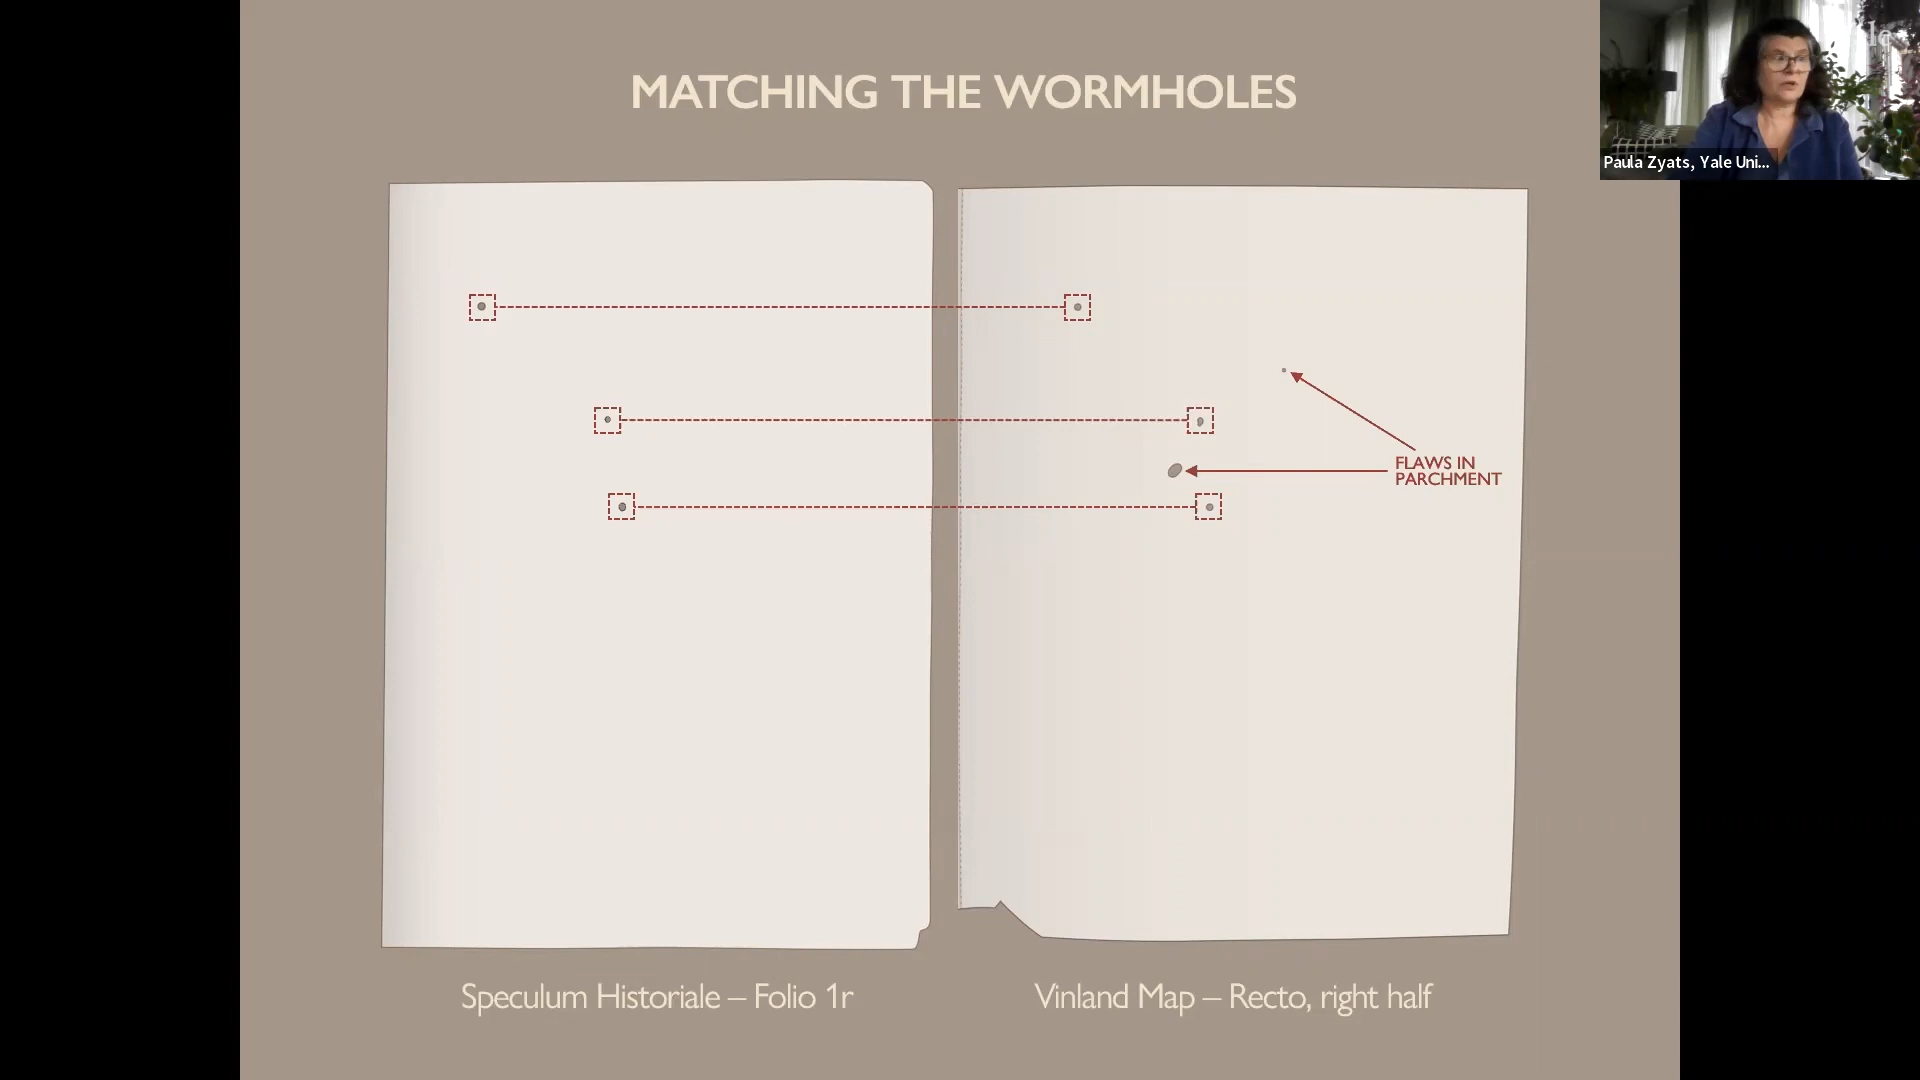 MATCHING THE WORMHOLES
Paula Zyats, Yale Uni...
FLAWS IN
PARCHMENT
Speculum Historiale – Folio 1r
Vinland Map – Recto, right half